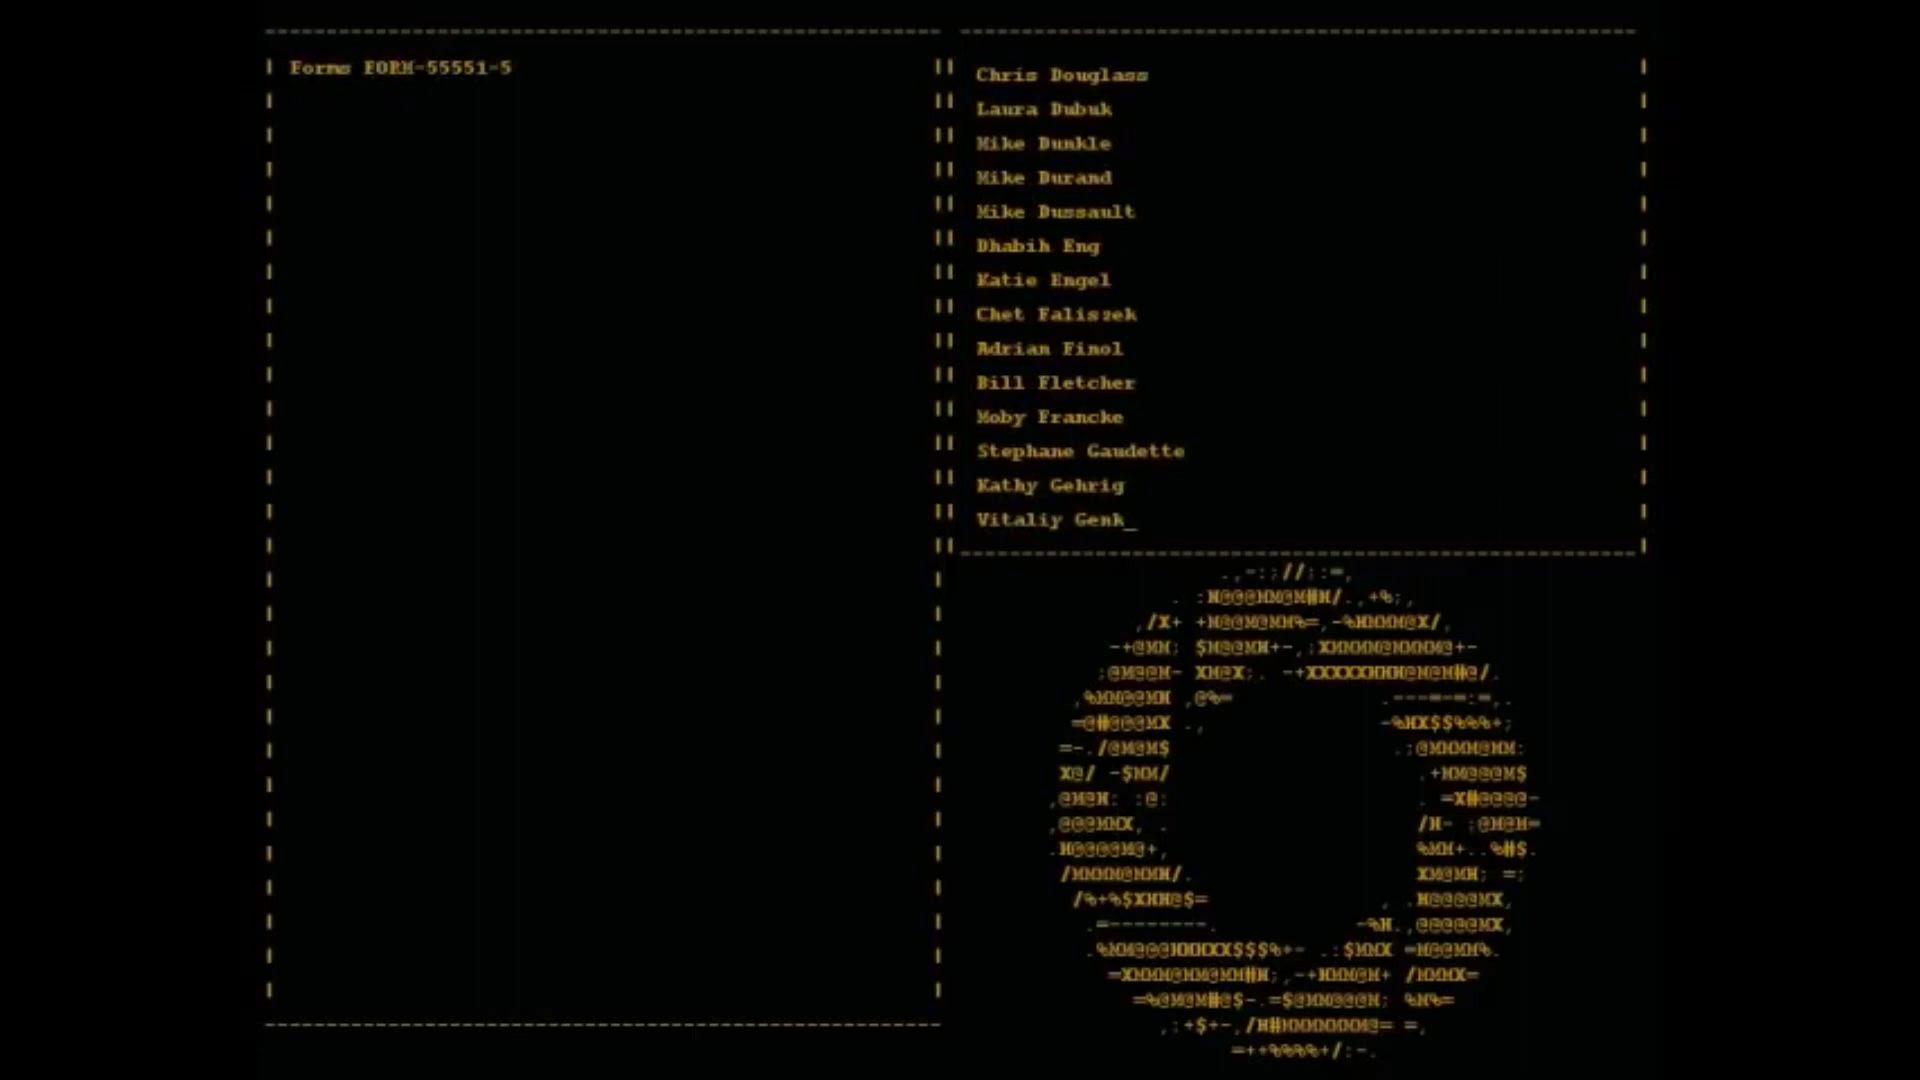 Forms FORM-55551-5
Chris Douglass
Laura Dubuk
Mike Dunkle
Mike Durand
Mike Dussault
Dhabih Eng
Katie Engel
Chet Faliszek
Adrian Finol
Bill Fletcher
Moby Francke
Stephane Gaudette
Kathy Gehrig
Vitaliy Genk_